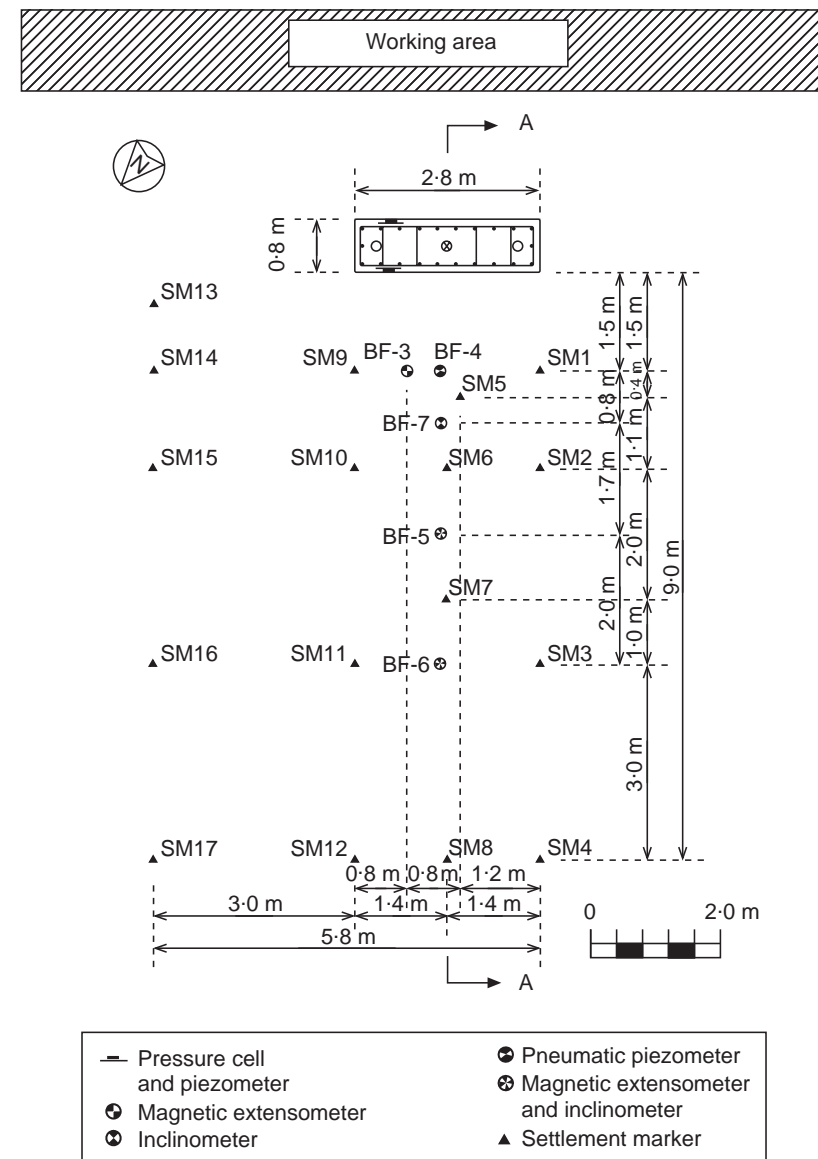 Working area
A
N
2·8 m
0·8 m
SM13
1·5 m
1·5 m
SM14
SM9
BF-3
BF-4
SM1
0·4 m
0·8 m
SM5
BF-7
1·1 m
SM15
SM10
SM6
SM2
1·7 m
BF-5
2·0 m
9·0 m
SM7
2·0 m
1·0 m
SM16
SM11
BF-6
SM3
3·0 m
SM17
SM12
SM8
SM4
0·8 m
0·8 m
1·2 m
3·0 m
1·4 m
1·4 m
0
2·0 m
5·8 m
A
Pressure cell
and piezometer
Magnetic extensometer
Inclinometer
Pneumatic piezometer
Magnetic extensometer
and inclinometer
Settlement marker